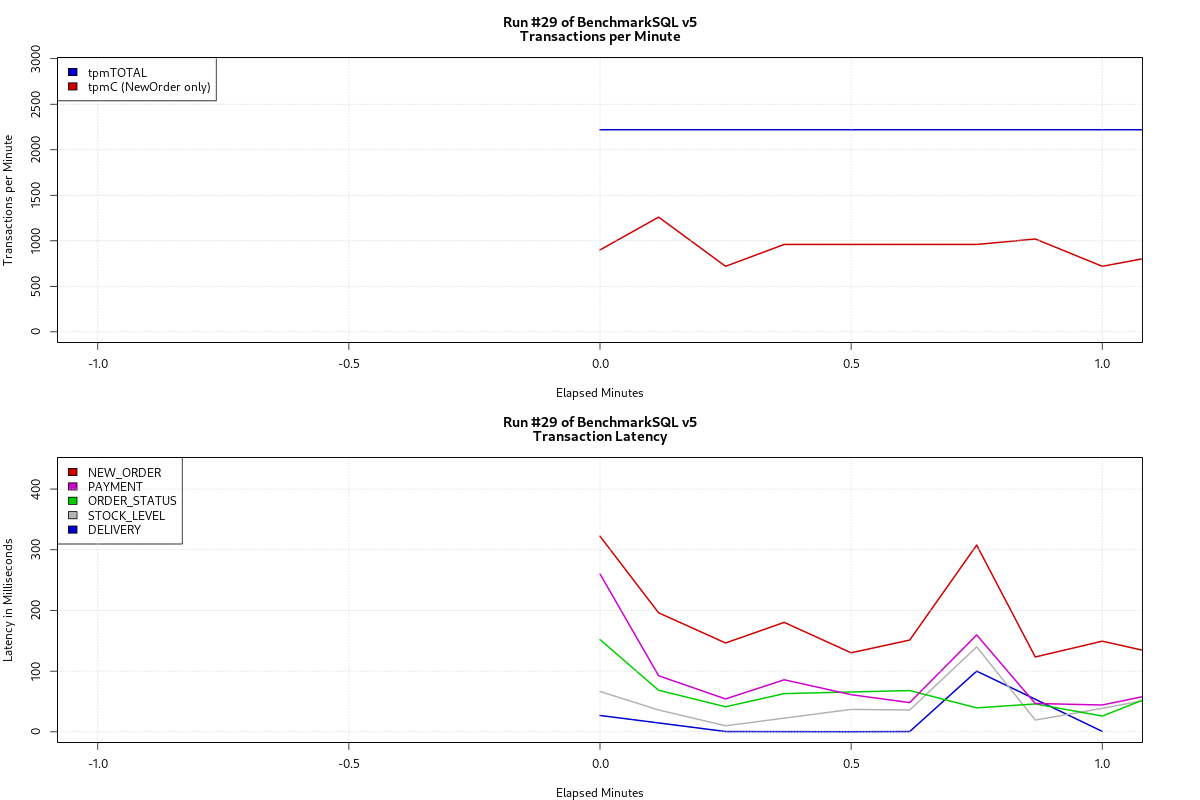 Run #29 of BenchmarkSQL v5
Transactions per Minute
tpmTOTAL
tpmC (NewOrder only)
Transactions per Minute
3000
2500
2000
1500
1000
500
0
-1.0
-0.5
0.0
0.5
1.0
Elapsed Minutes
Run #29 of BenchmarkSQL v5
Transaction Latency
NEW_ORDER
PAYMENT
ORDER_STATUS
STOCK_LEVEL
DELIVERY
Latency in Milliseconds
400
300
200
100
0
-1.0
-0.5
0.0
0.5
1.0
Elapsed Minutes